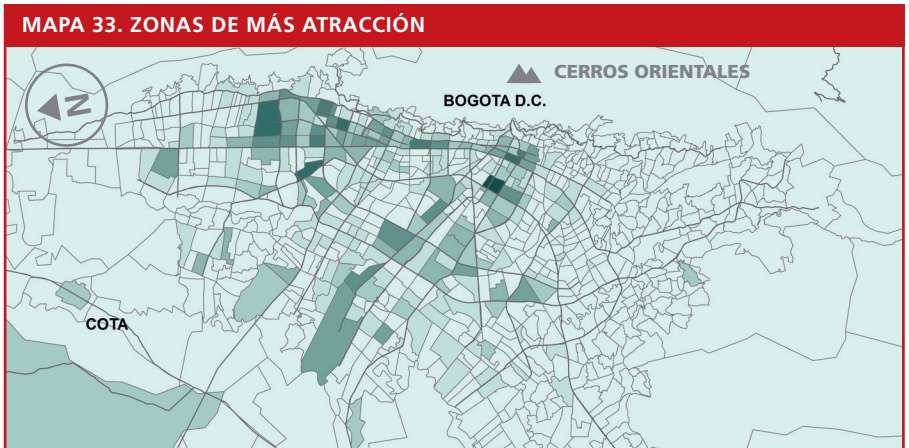 MAPA 33. ZONAS DE MÁS ATRACCIÓN
CERROS ORIENTALES
BOGOTA D.C.
N
COTA